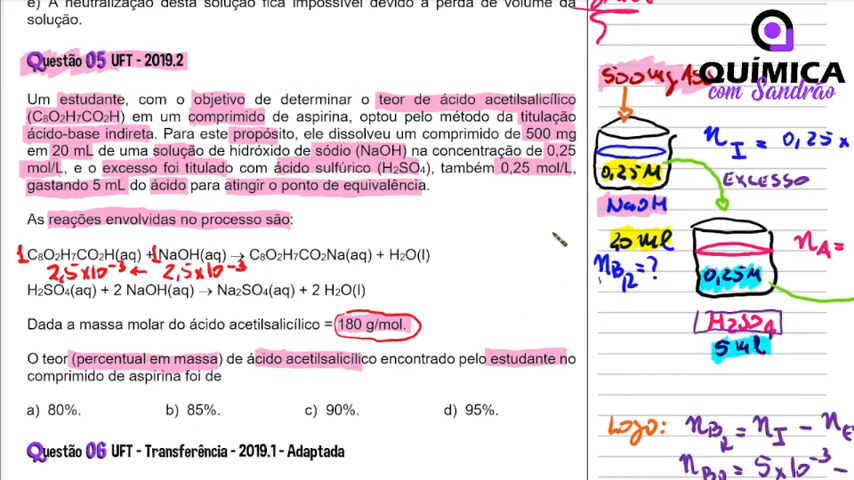 e) A neutralização desta solução fica impossível devido à perda de volume da
solução.
Questão 05 UFT - 2019.2
Um estudante, com o objetivo de determinar o teor de ácido acetilsalicílico
(C8O2H7CO2H) em um comprimido de aspirina, optou pelo método da titulação
ácido-base indireta. Para este propósito, ele dissolveu um comprimido de 500 mg
em 20 mL de uma solução de hidróxido de sódio (NaOH) na concentração de 0,25
mol/L, e o excesso foi titulado com ácido sulfúrico (H2SO4), também 0,25 mol/L,
gastando 5 mL do ácido para atingir o ponto de equivalência.
As reações envolvidas no processo são:
1 C8O2H7CO2H(aq) + 1 NaOH(aq) → C8O2H7CO2Na(aq) + H2O(l)
2,5x10-3 ← 2,5x10-3
H2SO4(aq) + 2 NaOH(aq) → Na2SO4(aq) + 2 H2O(l)
Dada a massa molar do ácido acetilsalicílico = 180 g/mol.
O teor (percentual em massa) de ácido acetilsalicílico encontrado pelo estudante no
comprimido de aspirina foi de
a) 80%. b) 85%. c) 90%. d) 95%.
Questão 06 UFT - Transferência - 2019.1 - Adaptada
QUÍMICA
com Sandrão
500mg
nI = 0,25x
0,25M
EXCESSO
NaOH
20 ml
nBR = ?
nA =
0,25M
H2SO4
5 ml
LOGO: nBR = nI - nE
nBR = 5x10-3 -